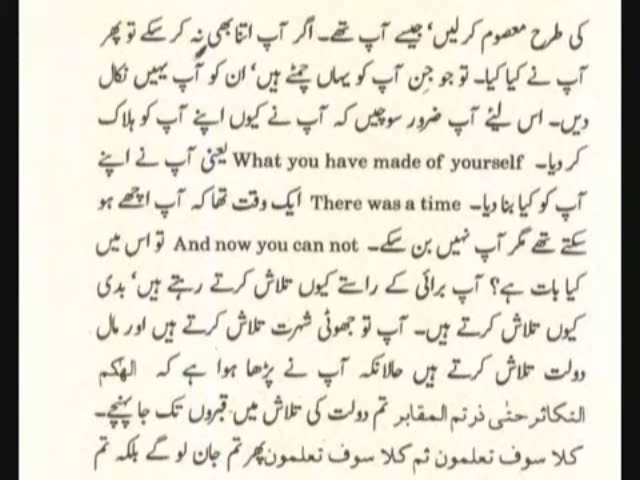 کی طرح معصوم کرلیں، جیسے آپ تھے۔ اگر آپ اتنا بھی نہ کر سکے تو پھر
آپ نے کیا کیا۔ تو جو جِن آپ کو یہاں چمٹے ہیں، ان کو آپ یہیں نکال
دیں۔ اس لیئے آپ ضرور سوچیں کہ آپ نے کیوں اپنے آپ کو ہلاک
کر دیا۔ What you have made of yourself یعنی آپ نے اپنے
آپ کو کیا بنا دیا۔ There was a time ایک وقت تھا کہ آپ اچھے ہو
سکتے تھے مگر آپ نہیں بن سکے۔ And now you can not تو اس میں
کیا بات ہے؟ آپ برائی کے راستے کیوں تلاش کرتے رہتے ہیں، بدی
کیوں تلاش کرتے ہیں۔ آپ تو جھوٹی شہرت تلاش کرتے ہیں اور مال
دولت تلاش کرتے ہیں حالانکہ آپ نے پڑھا ہوا ہے کہ الھٰکم
التکاثر حتٰی زرتم المقابر تم دولت کی تلاش میں قبروں تک جا پہنچے۔
کلا سوف تعلمون ثم کلا سوف تعلمون پھر تم جان لو گے بلکہ تم